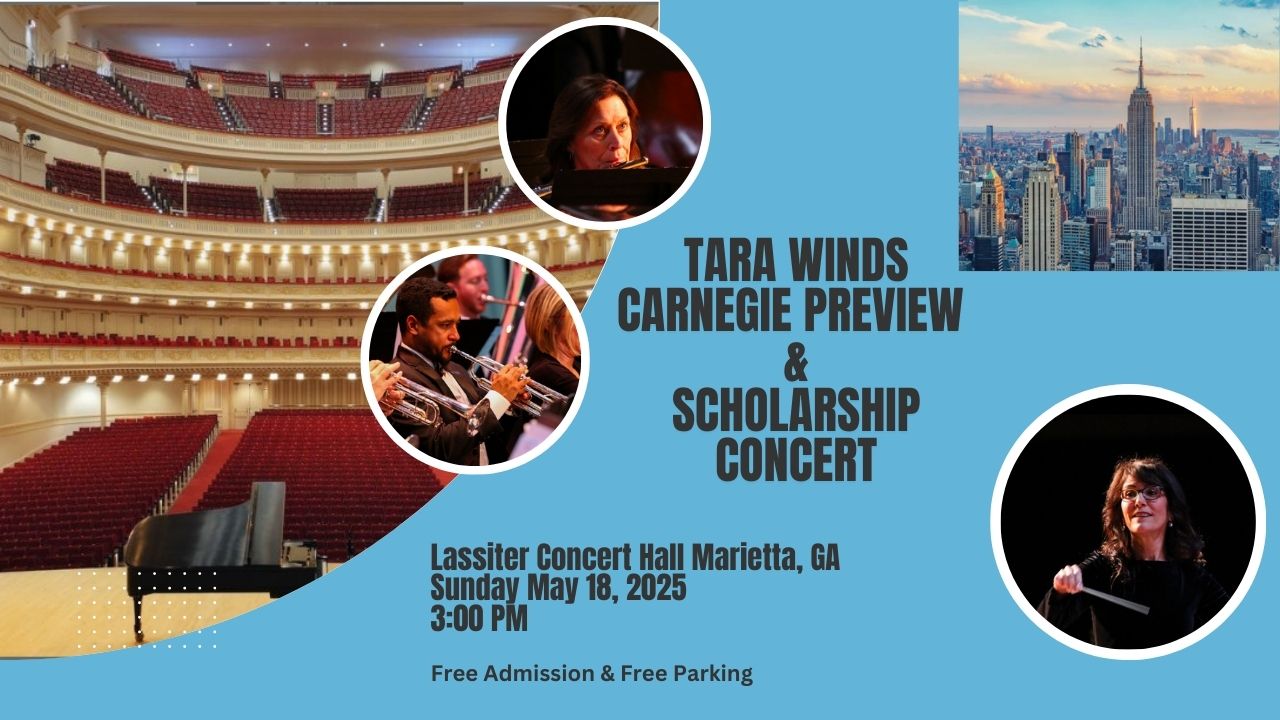 TARA WINDS
CARNEGIE PREVIEW
&
SCHOLARSHIP
CONCERT
Lassiter Concert Hall Marietta, GA
Sunday May 18, 2025
3:00 PM
Free Admission & Free Parking